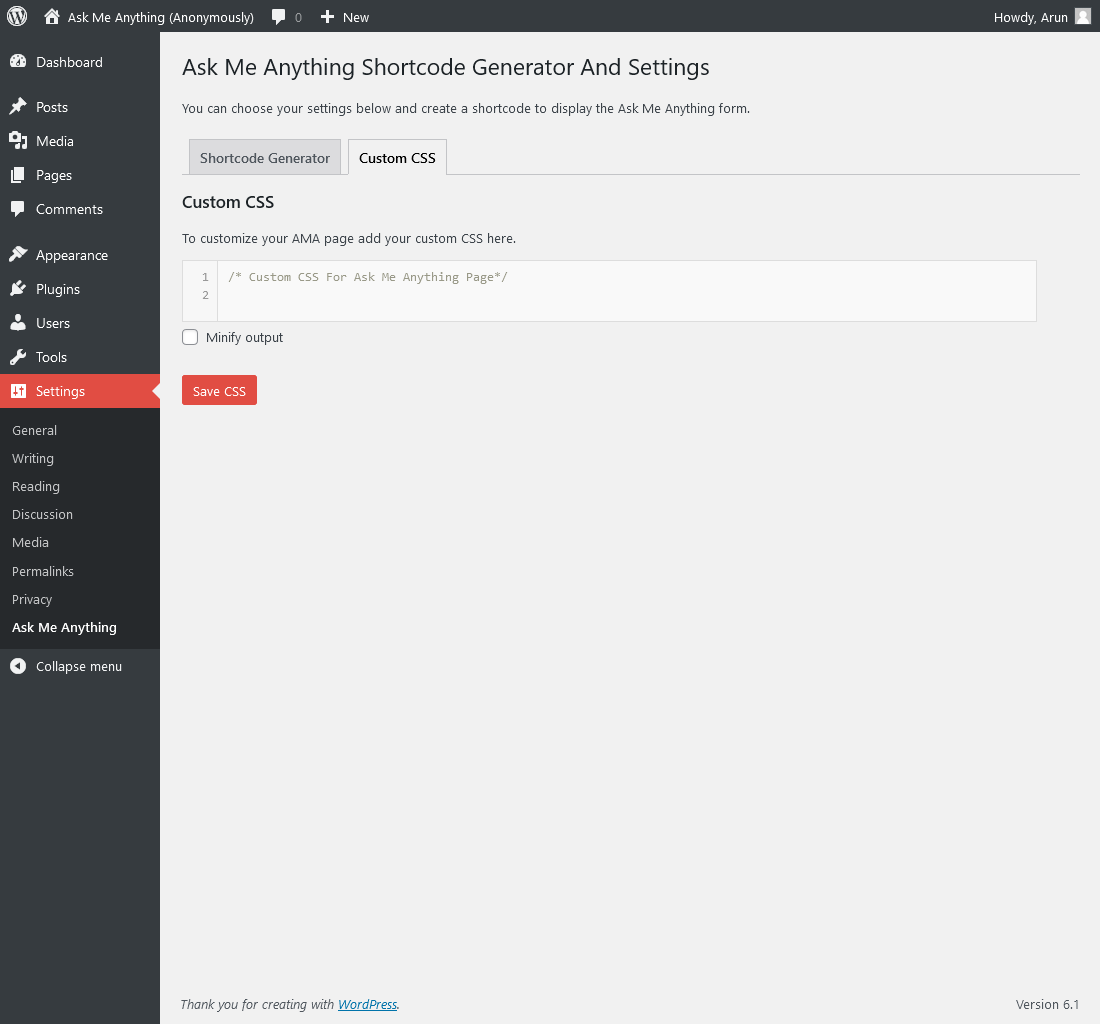 Ask Me Anything (Anonymously) 0 New Howdy, Arun
Dashboard
Posts
Media
Pages
Comments
Appearance
Plugins
Users
Tools
Settings
General
Writing
Reading
Discussion
Media
Permalinks
Privacy
Ask Me Anything
Collapse menu
Ask Me Anything Shortcode Generator And Settings
You can choose your settings below and create a shortcode to display the Ask Me Anything form.
Shortcode Generator Custom CSS
Custom CSS
To customize your AMA page add your custom CSS here.
1 /* Custom CSS For Ask Me Anything Page*/
2
Minify output
Save CSS
Thank you for creating with WordPress. Version 6.1